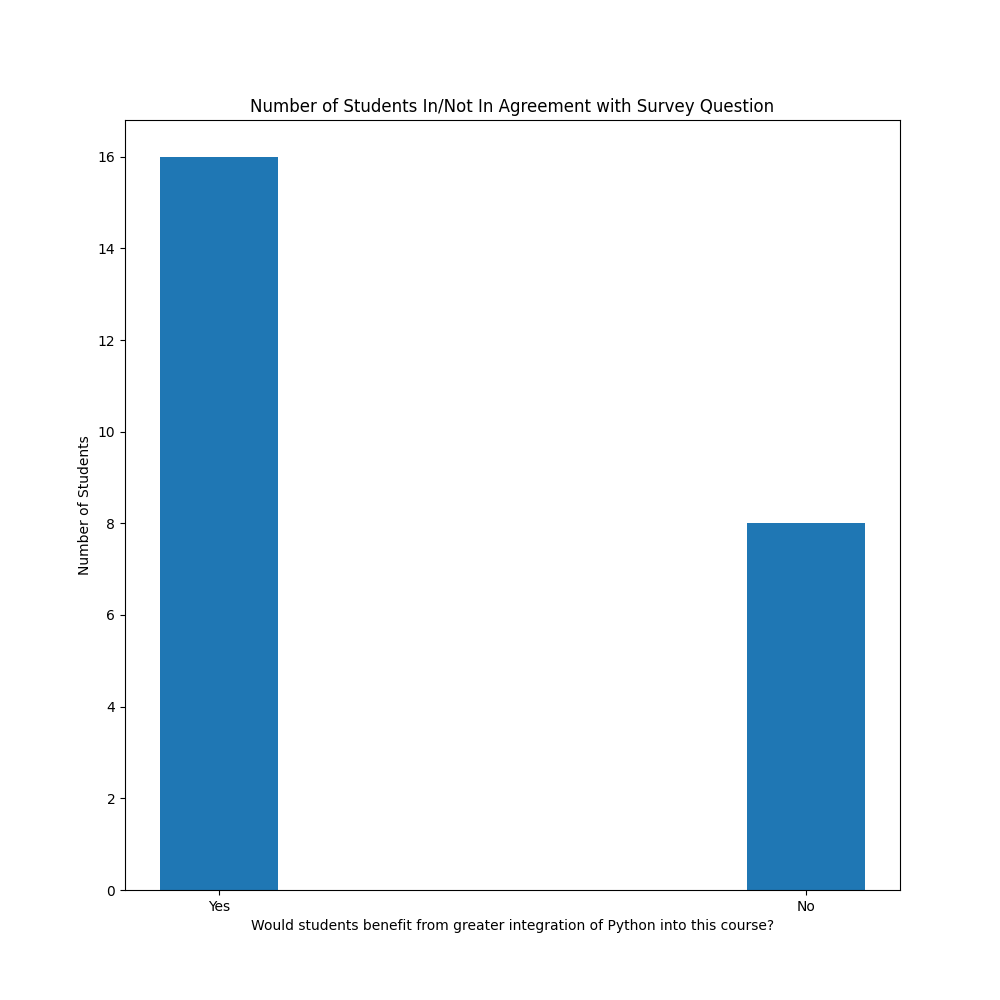 Number of Students In/Not In Agreement with Survey Question
16
14
12
10
8
6
4
2
0
Number of Students
Yes
No
Would students benefit from greater integration of Python into this course?